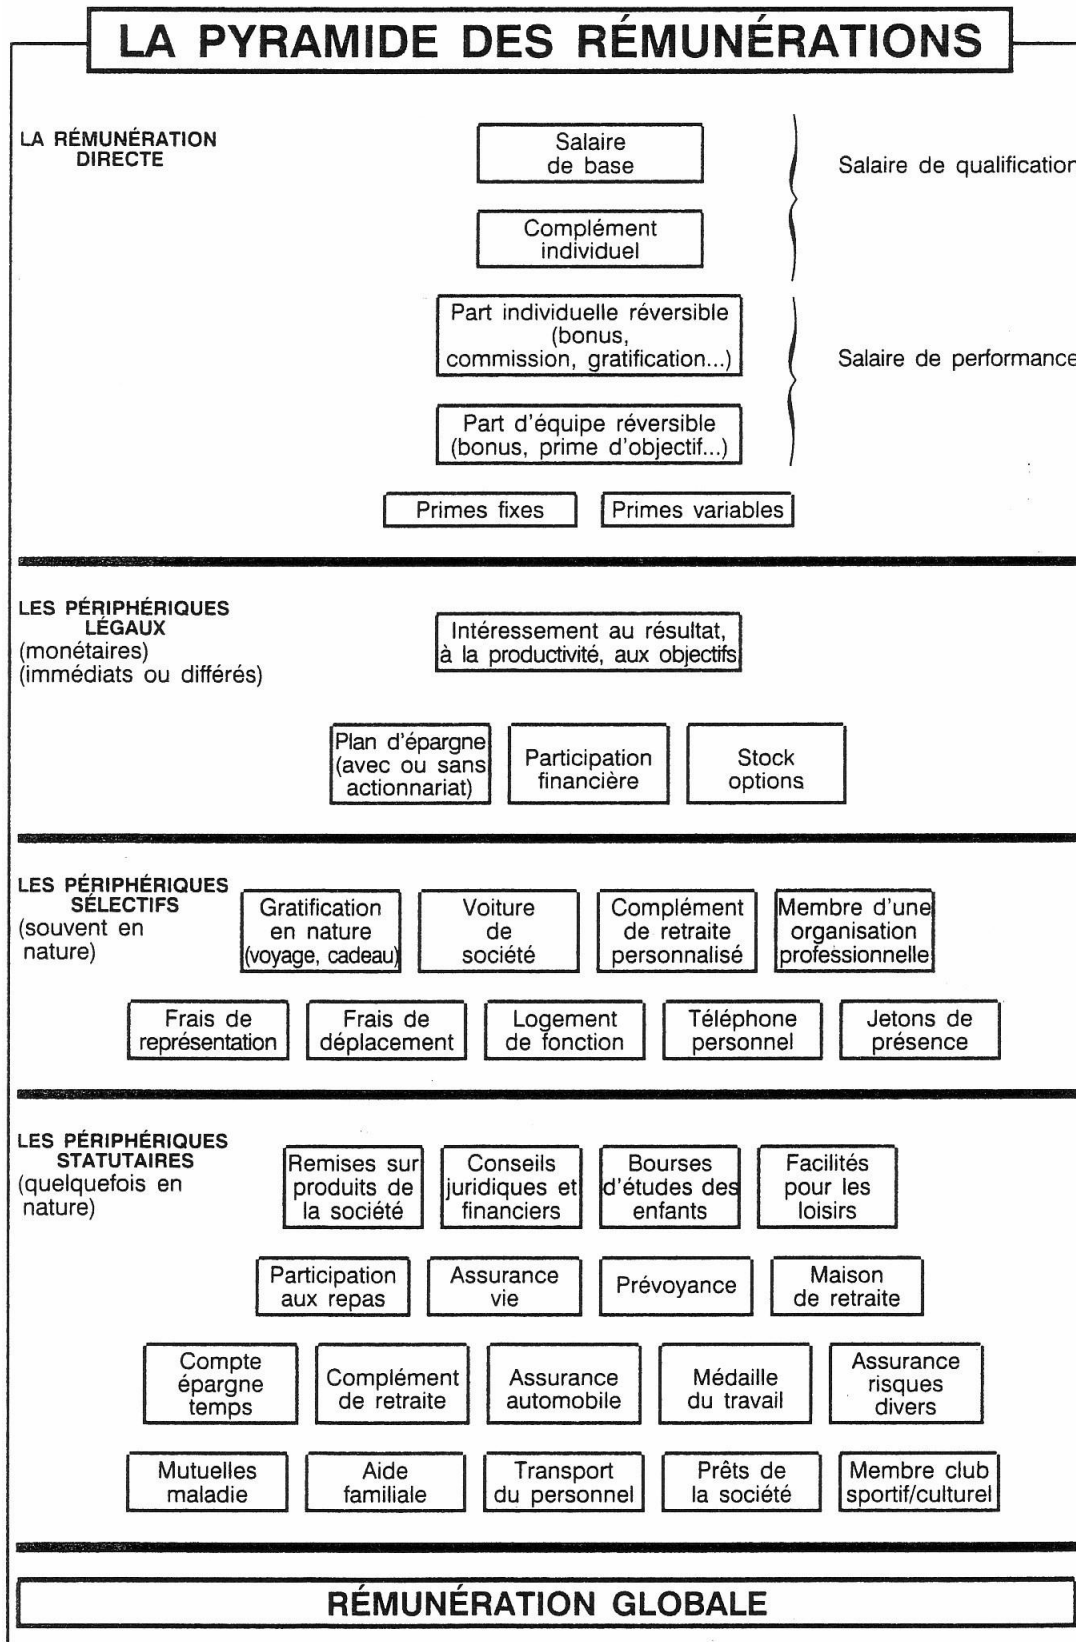 LA PYRAMIDE DES RÉMUNÉRATIONS
LA RÉMUNÉRATION
DIRECTE
Salaire
de base
Salaire de qualification
Complément
individuel
Part individuelle réversible
(bonus,
commission, gratification...)
Salaire de performance
Part d'équipe réversible
(bonus, prime d'objectif...)
Primes fixes
Primes variables
LES PÉRIPHÉRIQUES
LÉGAUX
(monétaires)
(immédiats ou différés)
Intéressement au résultat,
à la productivité, aux objectifs
Plan d'épargne
(avec ou sans
actionnariat)
Participation
financière
Stock
options
LES PÉRIPHÉRIQUES
SÉLECTIFS
(souvent en
nature)
Gratification
en nature
(voyage, cadeau)
Voiture
de
société
Complément
de retraite
personnalisé
Membre d'une
organisation
professionnelle
Frais de
représentation
Frais de
déplacement
Logement
de fonction
Téléphone
personnel
Jetons de
présence
LES PÉRIPHÉRIQUES
STATUTAIRES
(quelquefois en
nature)
Remises sur
produits de
la société
Conseils
juridiques et
financiers
Bourses
d'études des
enfants
Facilités
pour les
loisirs
Participation
aux repas
Assurance
vie
Prévoyance
Maison
de retraite
Compte
épargne
temps
Complément
de retraite
Assurance
automobile
Médaille
du travail
Assurance
risques
divers
Mutuelles
maladie
Aide
familiale
Transport
du personnel
Prêts de
la société
Membre club
sportif/culturel
RÉMUNÉRATION GLOBALE